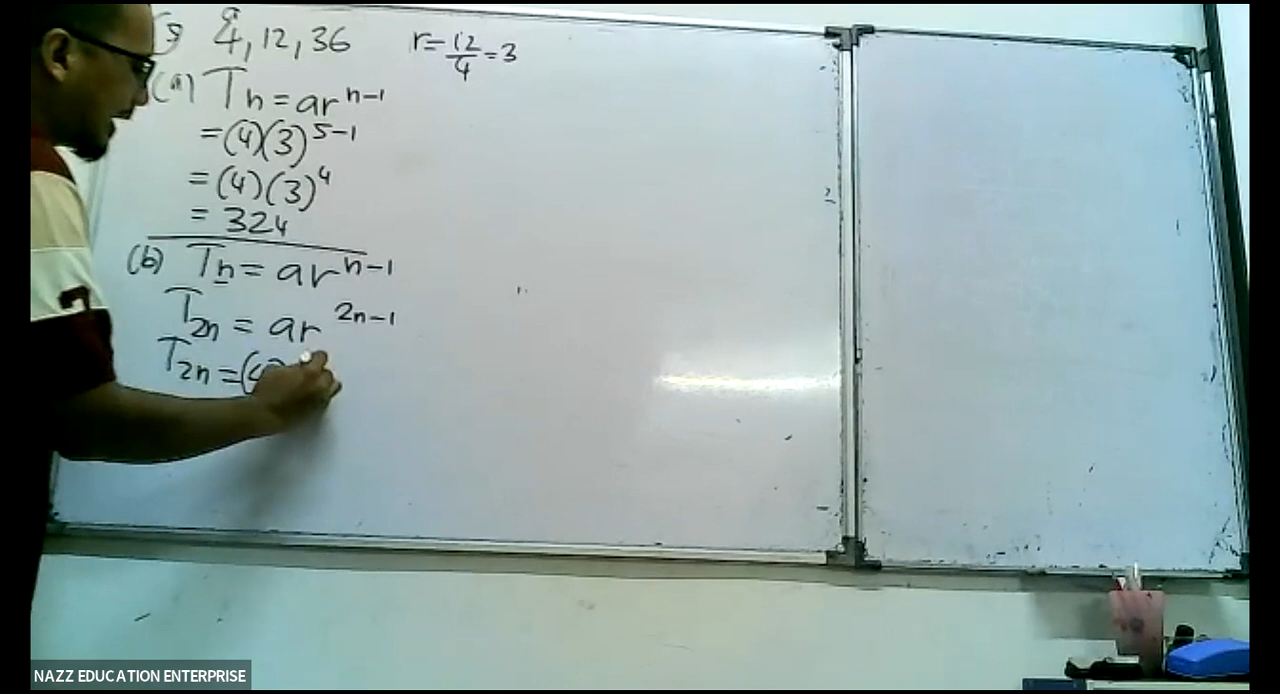 4, 12, 36 r = 12/4 = 3
(a) Tn = ar^n-1
= (4)(3)^5-1
= (4)(3)^4
= 324
(b) Tn = ar^n-1
T2n = ar^2n-1
T2n = (4)
NAZZ EDUCATION ENTERPRISE